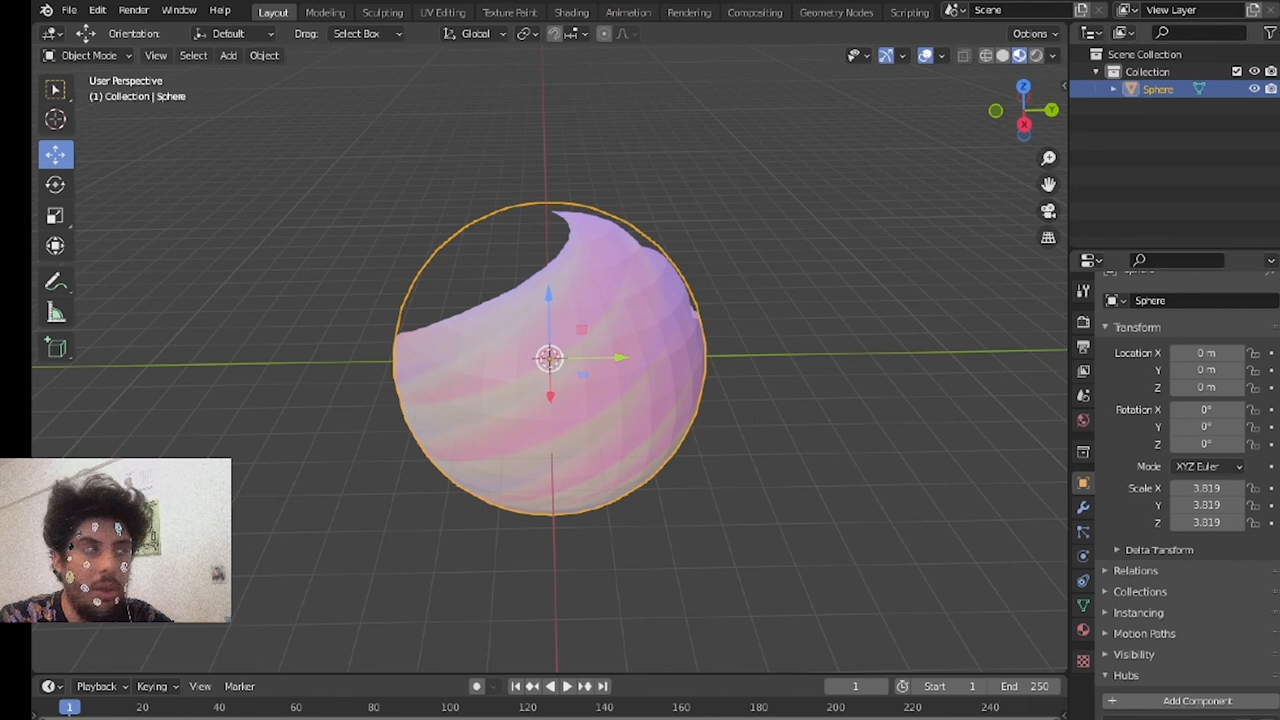 File Edit Render Window Help Layout Modeling Sculpting UV Editing Texture Paint Shading Animation Rendering Compositing Geometry Nodes Scripting Scene View Layer
Orientation: Default Drag: Select Box Global Options
Object Mode View Select Add Object
User Perspective
(1) Collection | Sphere
Z
Y
X
Scene Collection
Collection
Sphere
Sphere
Transform
Location X 0 m
Y 0 m
Z 0 m
Rotation X 0°
Y 0°
Z 0°
Mode XYZ Euler
Scale X 3.819
Y 3.819
Z 3.819
Delta Transform
Relations
Collections
Instancing
Motion Paths
Visibility
Hubs
Add Component
Playback Keying View Marker 1 Start 1 End 250
1 20 40 60 80 100 120 140 160 180 200 220 240